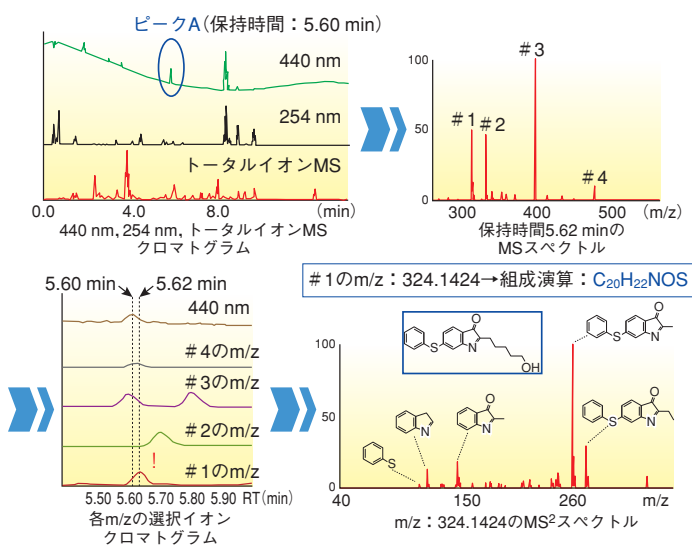 ピークA(保持時間：5.60 min)
440 nm
254 nm
トータルイオンMS
0.0 4.0 8.0 (min)
440 nm, 254 nm, トータルイオンMS
クロマトグラム
100
50
0
#1
#2
#3
#4
300 400 500 (m/z)
保持時間5.62 minの
MSスペクトル
5.60 min 5.62 min
440 nm
#4のm/z
#3のm/z
#2のm/z
!
#1のm/z
5.50 5.60 5.70 5.80 5.90 RT(min)
各m/zの選択イオン
クロマトグラム
#1のm/z：324.1424→組成演算：C20H22NOS
100
50
0
O
S
N
OH
O
S
N
O
S
N
N
O
N
S
40 150 260 m/z
m/z：324.1424のMS²スペクトル